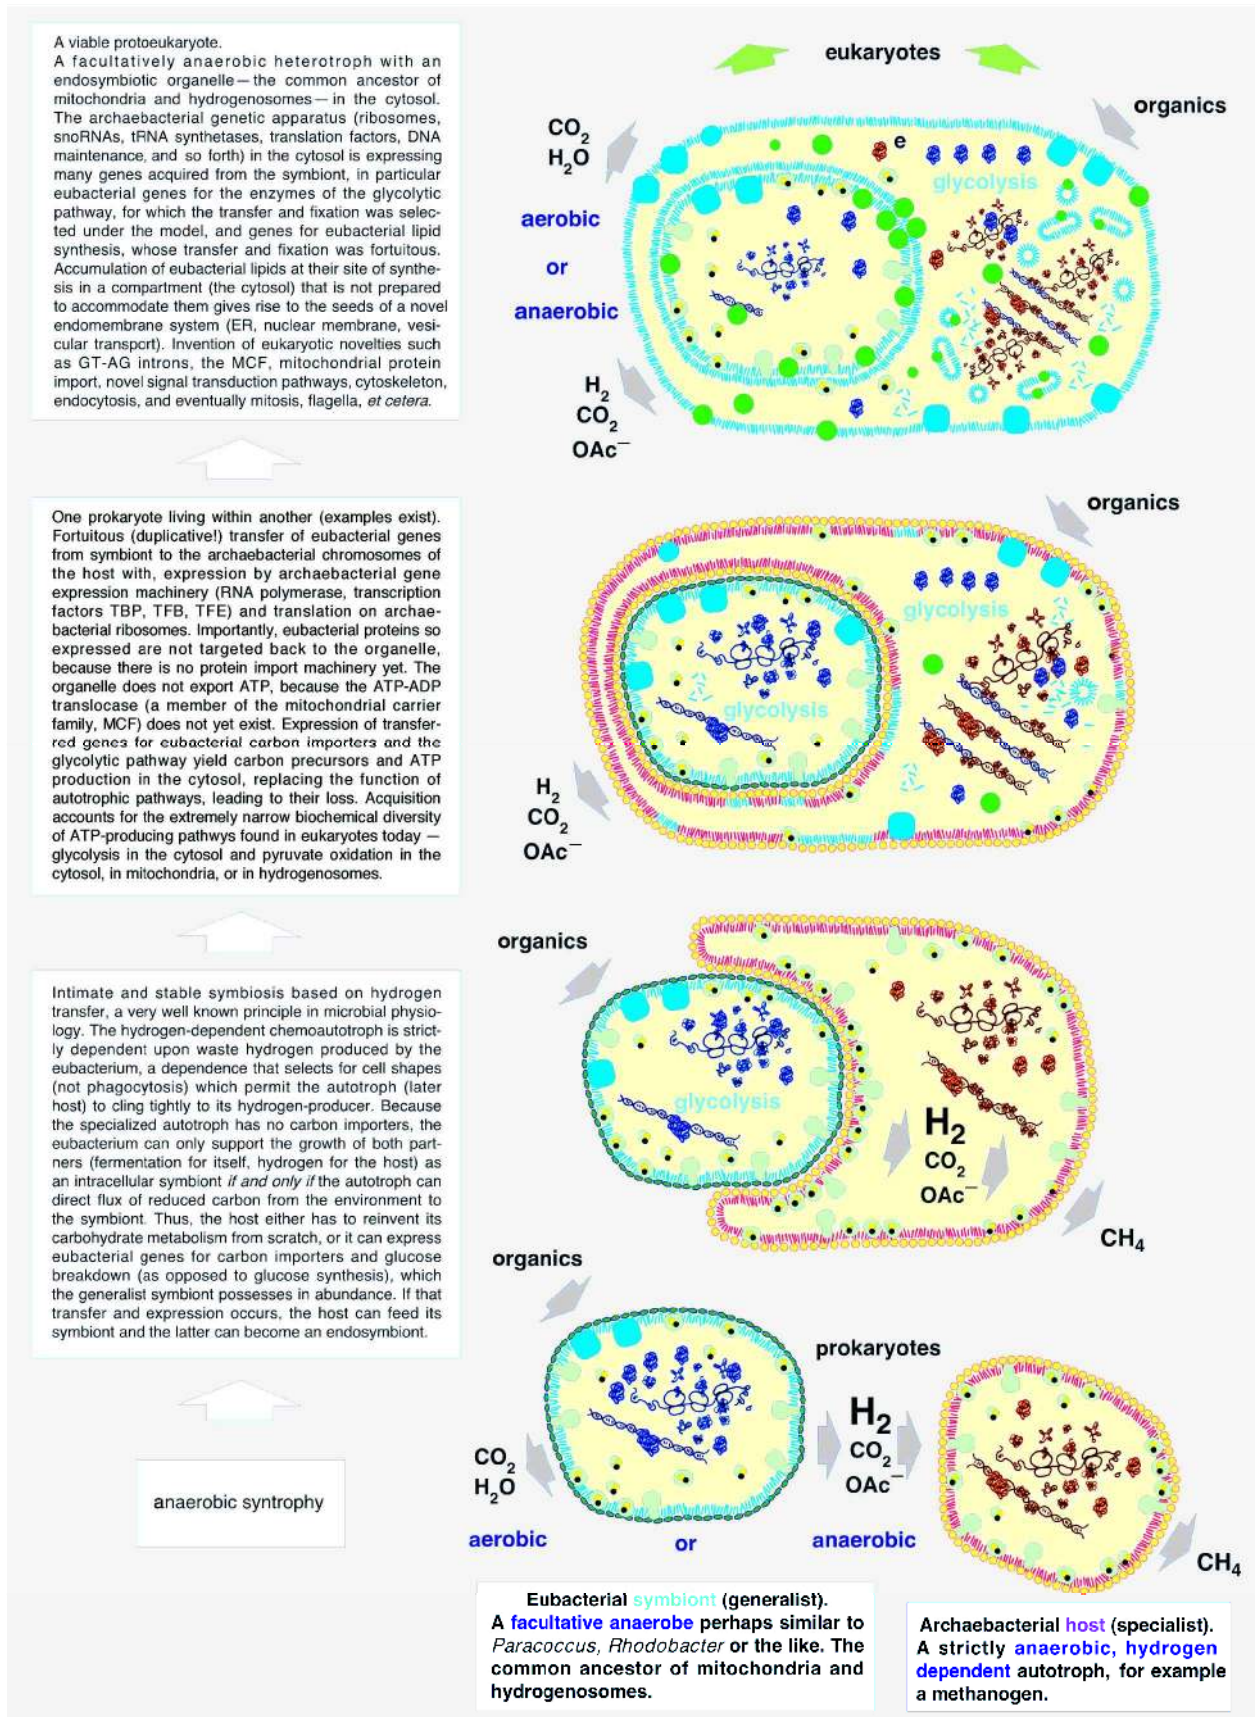 A viable protoeukaryote.
A facultatively anaerobic heterotroph with an
endosymbiotic organelle — the common ancestor of
mitochondria and hydrogenosomes — in the cytosol.
The archaebacterial genetic apparatus (ribosomes,
snoRNAs, tRNA synthetases, translation factors, DNA
maintenance, and so forth) in the cytosol is expressing
many genes acquired from the symbiont, in particular
eubacterial genes for the enzymes of the glycolytic
pathway, for which the transfer and fixation was selec-
ted under the model, and genes for eubacterial lipid
synthesis, whose transfer and fixation was fortuitous.
Accumulation of eubacterial lipids at their site of synthe-
sis in a compartment (the cytosol) that is not prepared
to accommodate them gives rise to the seeds of a novel
endomembrane system (ER, nuclear membrane, vesi-
cular transport). Invention of eukaryotic novelties such
as GT-AG introns, the MCF, mitochondrial protein
import, novel signal transduction pathways, cytoskeleton,
endocytosis, and eventually mitosis, flagella, et cetera.
eukaryotes
organics
CO2
H2O
e
glycolysis
aerobic
or
anaerobic
H2
CO2
OAc−
One prokaryote living within another (examples exist).
Fortuitous (duplicative!) transfer of eubacterial genes
from symbiont to the archaebacterial chromosomes of
the host with, expression by archaebacterial gene
expression machinery (RNA polymerase, transcription
factors TBP, TFB, TFE) and translation on archae-
bacterial ribosomes. Importantly, eubacterial proteins so
expressed are not targeted back to the organelle,
because there is no protein import machinery yet. The
organelle does not export ATP, because the ATP-ADP
translocase (a member of the mitochondrial carrier
family, MCF) does not yet exist. Expression of transfer-
red genes for eubacterial carbon importers and the
glycolytic pathway yield carbon precursors and ATP
production in the cytosol, replacing the function of
autotrophic pathways, leading to their loss. Acquisition
accounts for the extremely narrow biochemical diversity
of ATP-producing pathwys found in eukaryotes today —
glycolysis in the cytosol and pyruvate oxidation in the
cytosol, in mitochondria, or in hydrogenosomes.
organics
glycolysis
glycolysis
H2
CO2
OAc−
Intimate and stable symbiosis based on hydrogen
transfer, a very well known principle in microbial physio-
logy. The hydrogen-dependent chemoautotroph is strict-
ly dependent upon waste hydrogen produced by the
eubacterium, a dependence that selects for cell shapes
(not phagocytosis) which permit the autotroph (later
host) to cling tightly to its hydrogen-producer. Because
the specialized autotroph has no carbon importers, the
eubacterium can only support the growth of both part-
ners (fermentation for itself, hydrogen for the host) as
an intracellular symbiont if and only if the autotroph can
direct flux of reduced carbon from the environment to
the symbiont. Thus, the host either has to reinvent its
carbohydrate metabolism from scratch, or it can express
eubacterial genes for carbon importers and glucose
breakdown (as opposed to glucose synthesis), which
the generalist symbiont possesses in abundance. If that
transfer and expression occurs, the host can feed its
symbiont and the latter can become an endosymbiont.
organics
glycolysis
H2
CO2
OAc−
CH4
anaerobic syntrophy
organics
prokaryotes
H2
CO2
OAc−
CO2
H2O
aerobic
or
anaerobic
CH4
Eubacterial symbiont (generalist).
A facultative anaerobe perhaps similar to
Paracoccus, Rhodobacter or the like. The
common ancestor of mitochondria and
hydrogenosomes.
Archaebacterial host (specialist).
A strictly anaerobic, hydrogen
dependent autotroph, for example
a methanogen.